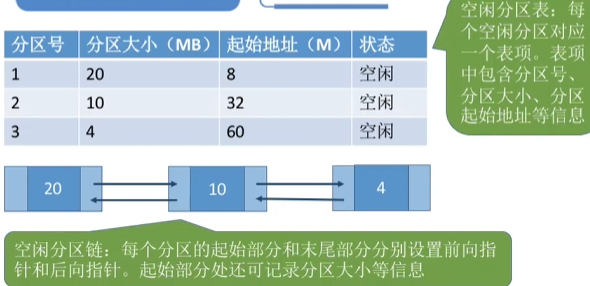 空闲分区表：每
个空闲分区对应
一个表项。表项
中包含分区号、
分区大小、分区
起始地址等信息
分区号 分区大小（MB） 起始地址（M） 状态
1 20 8 空闲
2 10 32 空闲
3 4 60 空闲
20 10 4
空闲分区链：每个分区的起始部分和末尾部分分别设置前向指
针和后向指针。起始部分处还可记录分区大小等信息